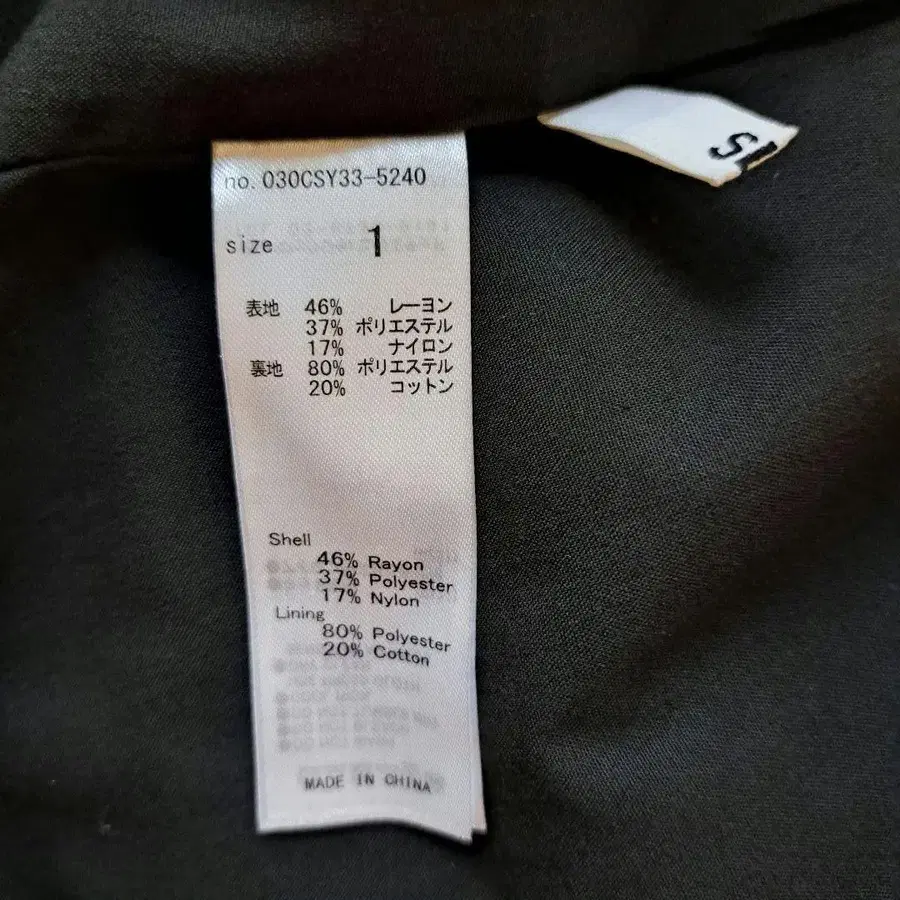 no. 030CSY33-5240
size 1
表地 46% レーヨン
37% ポリエステル
17% ナイロン
裏地 80% ポリエステル
20% コットン
Shell
46% Rayon
37% Polyester
17% Nylon
Lining
80% Polyester
20% Cotton
MADE IN CHINA